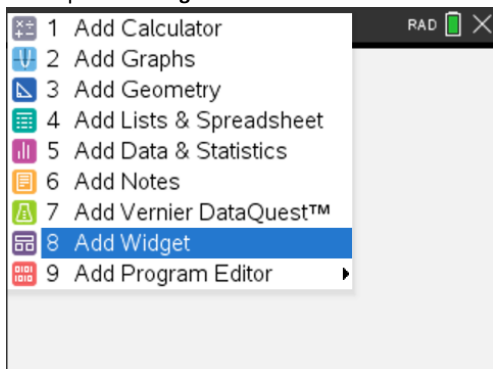 1 Add Calculator
RAD
2 Add Graphs
3 Add Geometry
4 Add Lists & Spreadsheet
5 Add Data & Statistics
6 Add Notes
7 Add Vernier DataQuest™
8 Add Widget
9 Add Program Editor